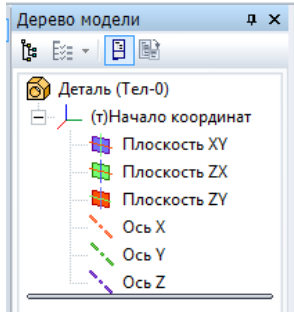 Дерево модели
Деталь (Тел-0)
(т)Начало координат
Плоскость XY
Плоскость ZX
Плоскость ZY
Ось X
Ось Y
Ось Z